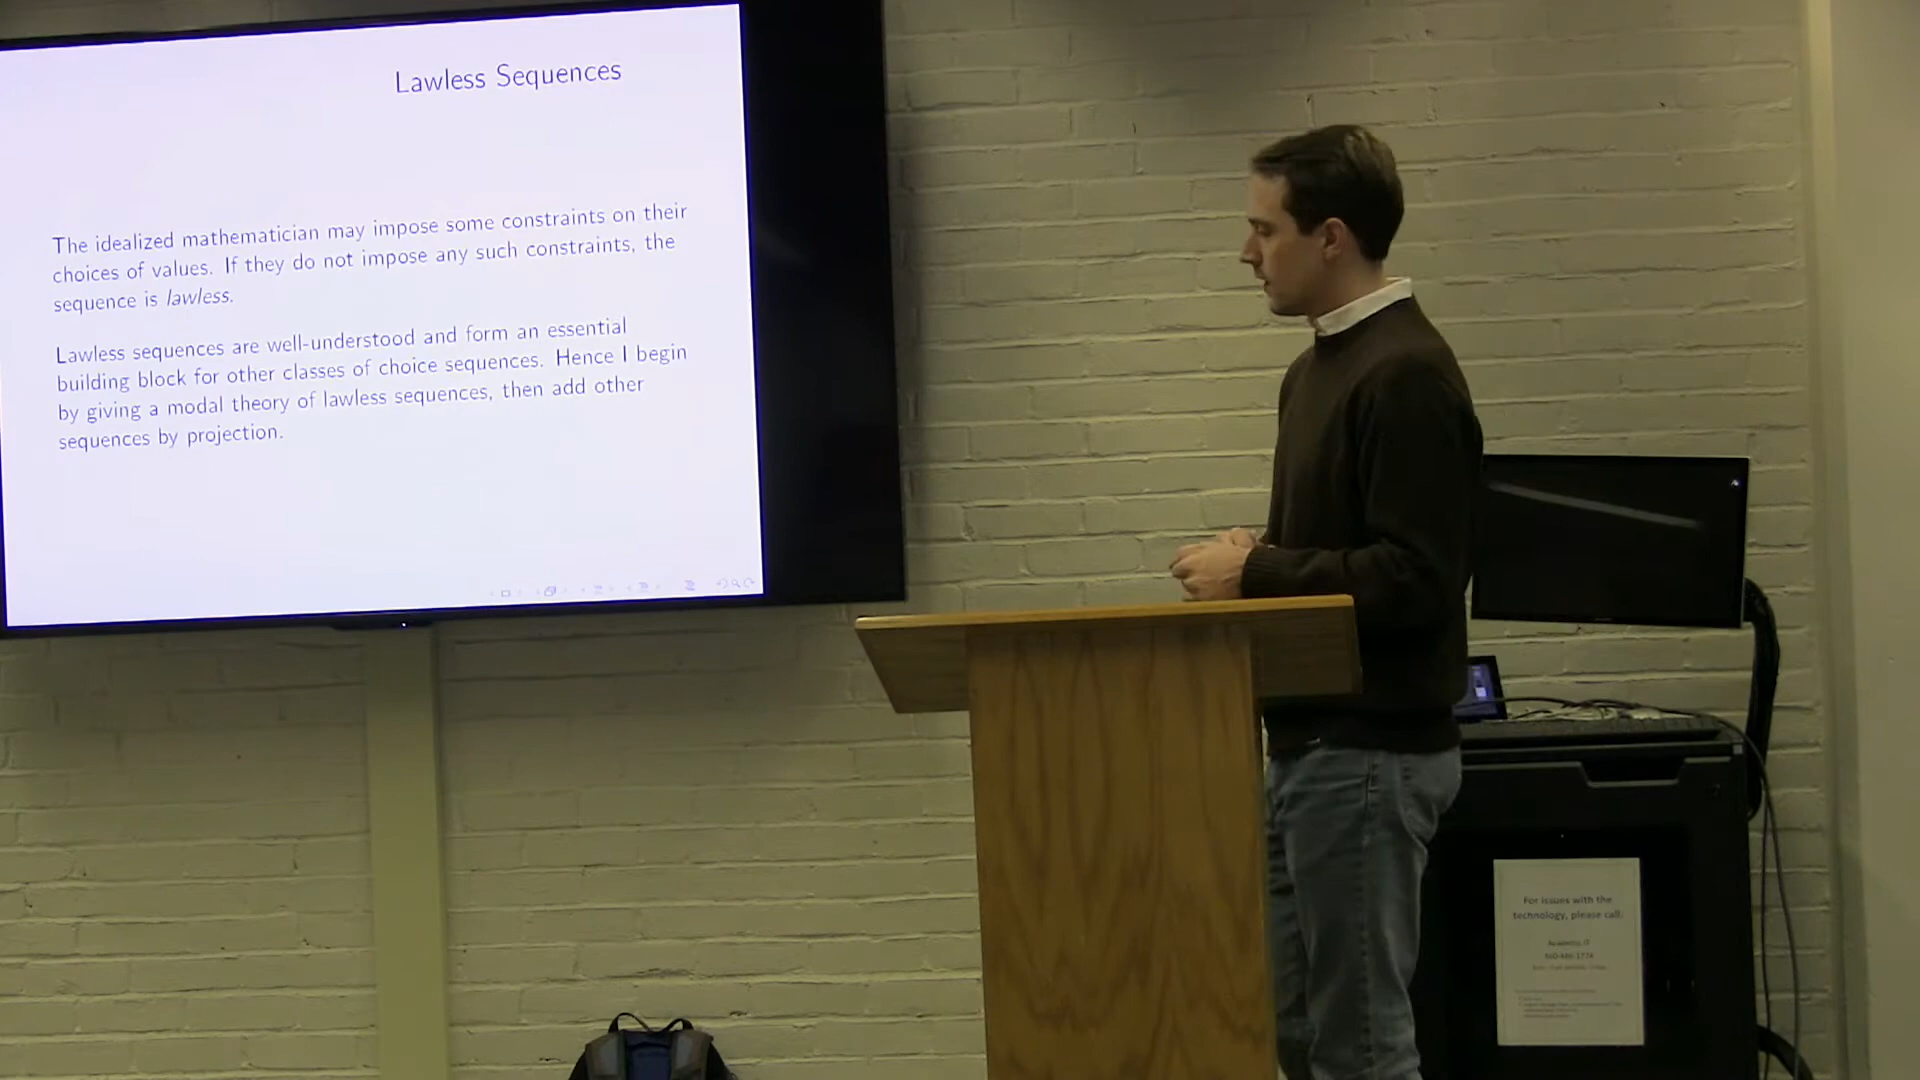 Lawless Sequences
The idealized mathematician may impose some constraints on their
choices of values. If they do not impose any such constraints, the
sequence is lawless.
Lawless sequences are well-understood and form an essential
building block for other classes of choice sequences. Hence I begin
by giving a modal theory of lawless sequences, then add other
sequences by projection.
For issues with the
technology, please call:
Academic IT